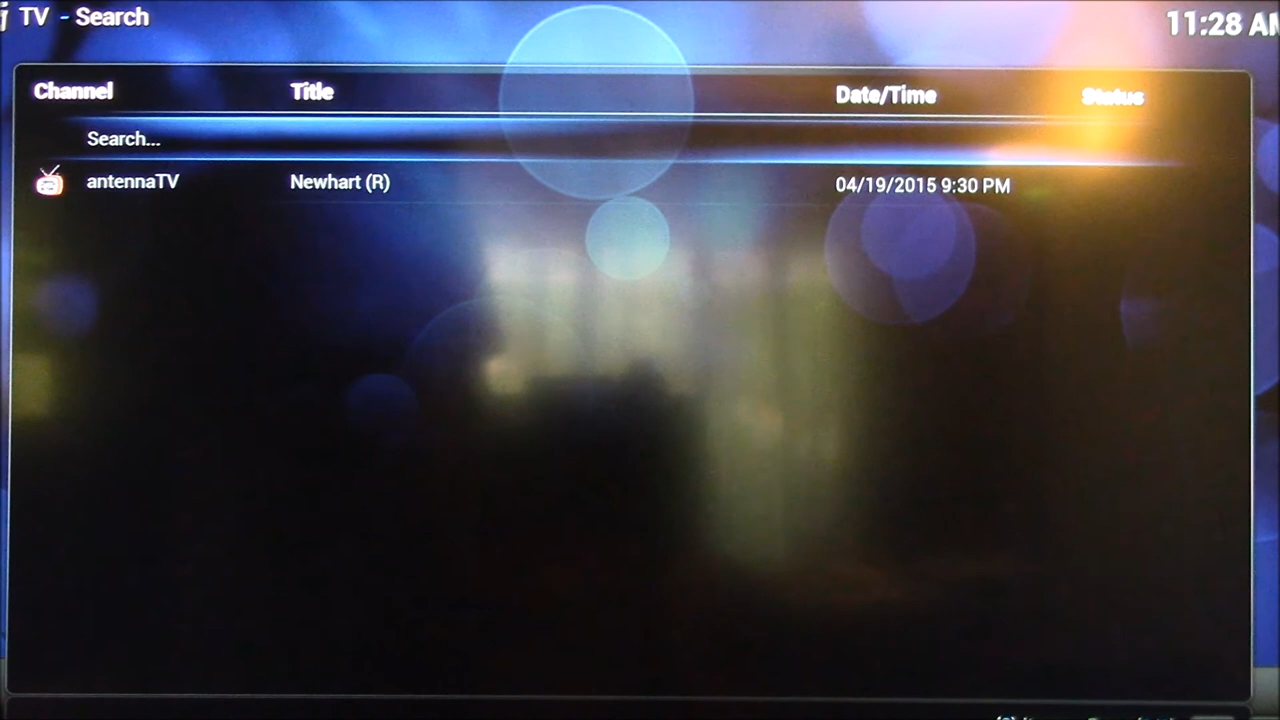 TV - Search
11:28 AM
Channel Title Date/Time Status
Search...
antennaTV Newhart (R) 04/19/2015 9:30 PM